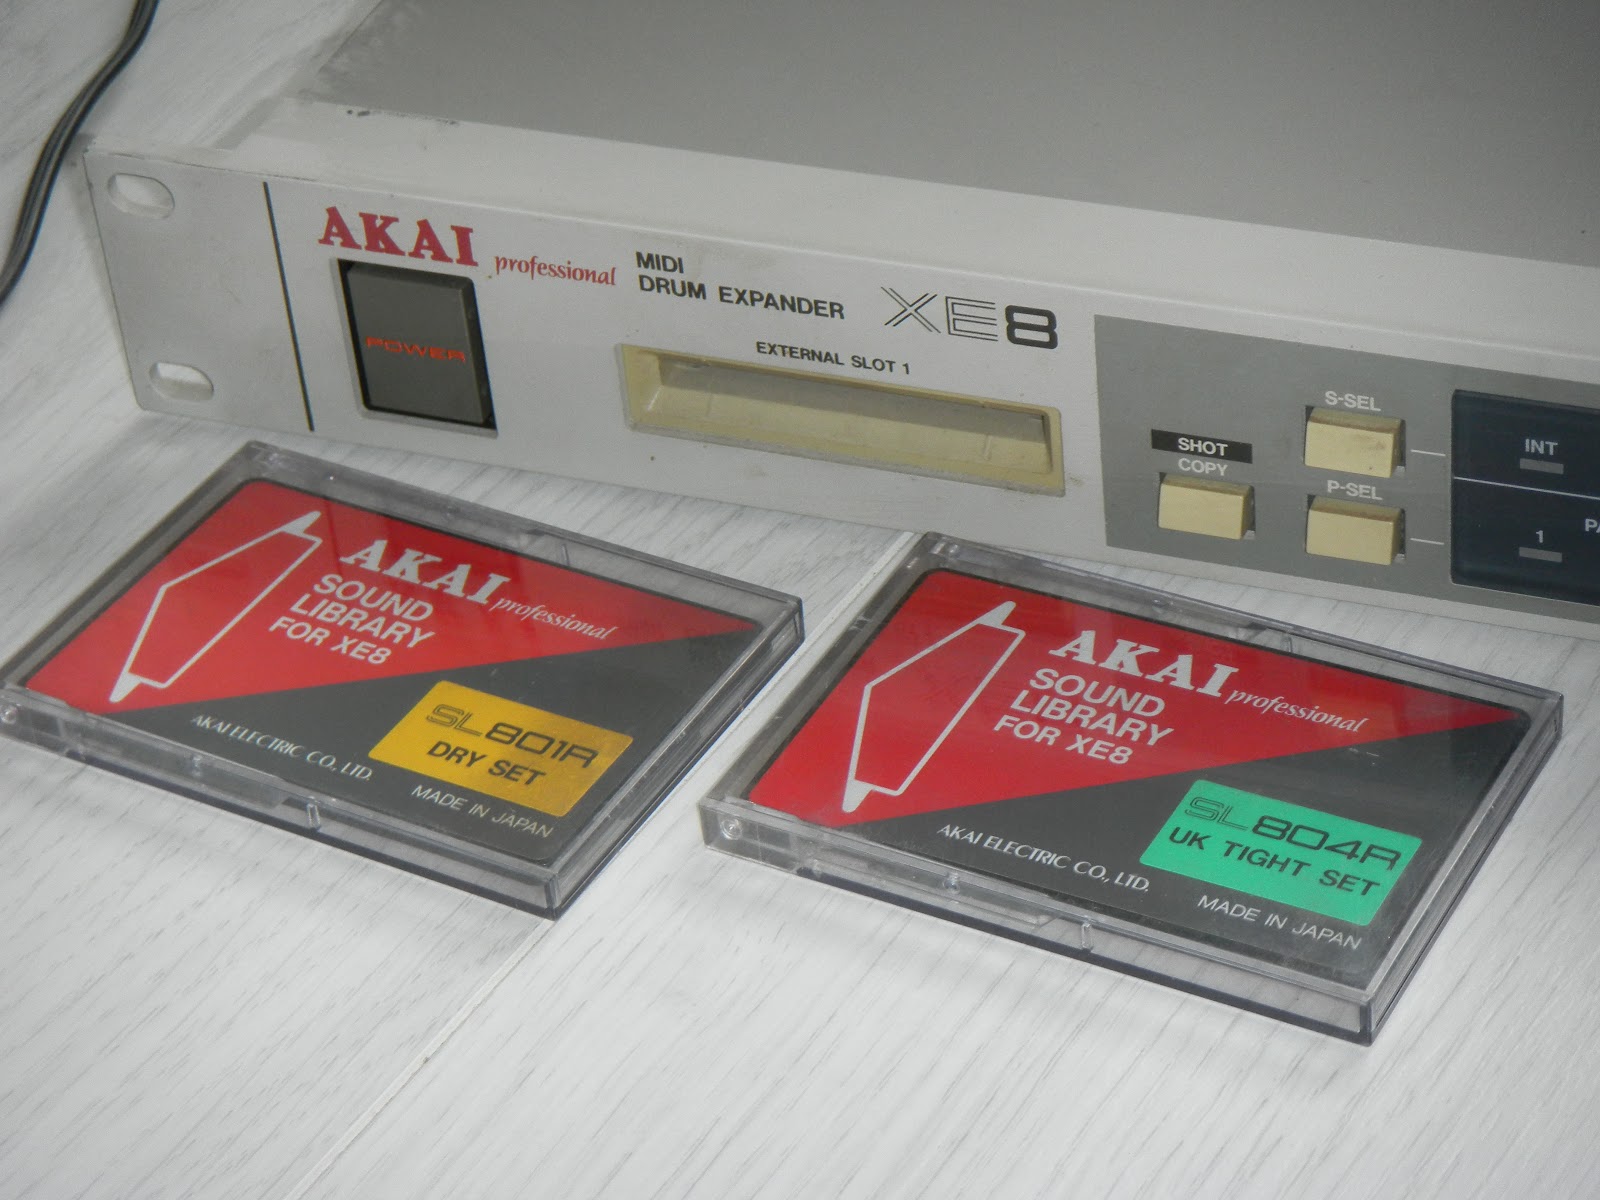 AKAI professional
MIDI
DRUM EXPANDER XE8
POWER
EXTERNAL SLOT 1
SHOT
COPY
S-SEL
P-SEL
INT
1
AKAI professional
SOUND
LIBRARY
FOR XE8
SL801R
DRY SET
AKAI ELECTRIC CO., LTD.
MADE IN JAPAN
AKAI professional
SOUND
LIBRARY
FOR XE8
SL804R
UK TIGHT SET
AKAI ELECTRIC CO., LTD.
MADE IN JAPAN